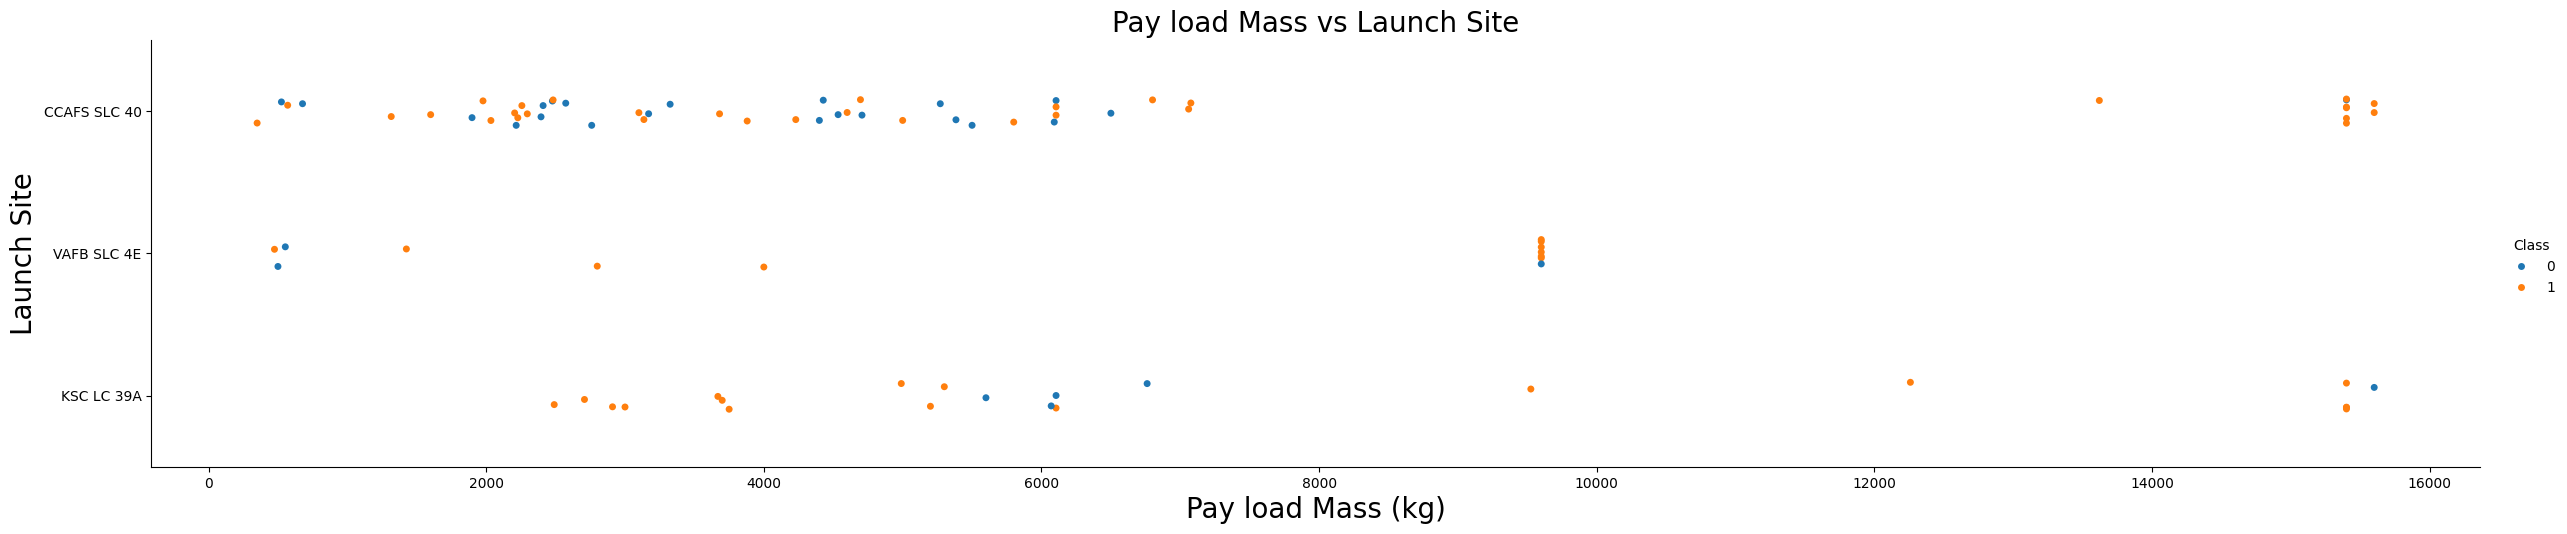 Pay load Mass vs Launch Site
Launch Site
CCAFS SLC 40
VAFB SLC 4E
KSC LC 39A
0 2000 4000 6000 8000 10000 12000 14000 16000
Pay load Mass (kg)
Class
0
1